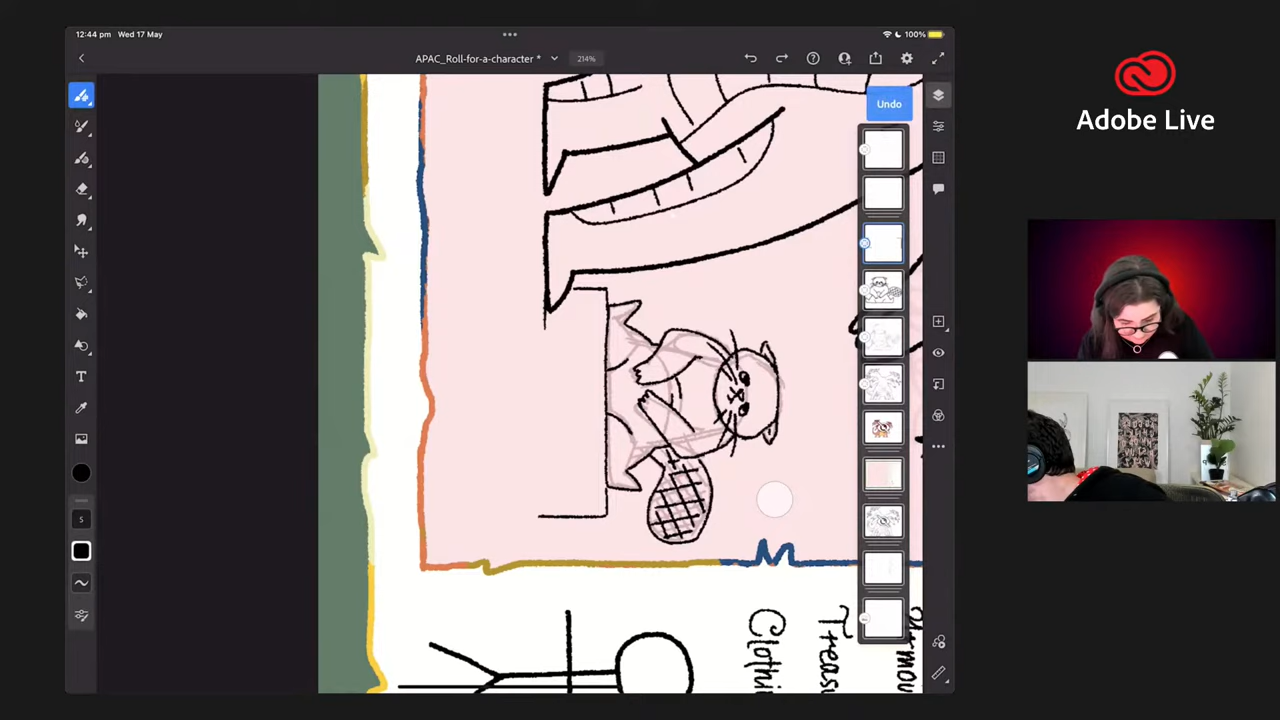 12:44 pm Wed 17 May
100%
APAC_Roll-for-a-character *
214%
Undo
T
5
Adobe Live
Clothi
Treasu